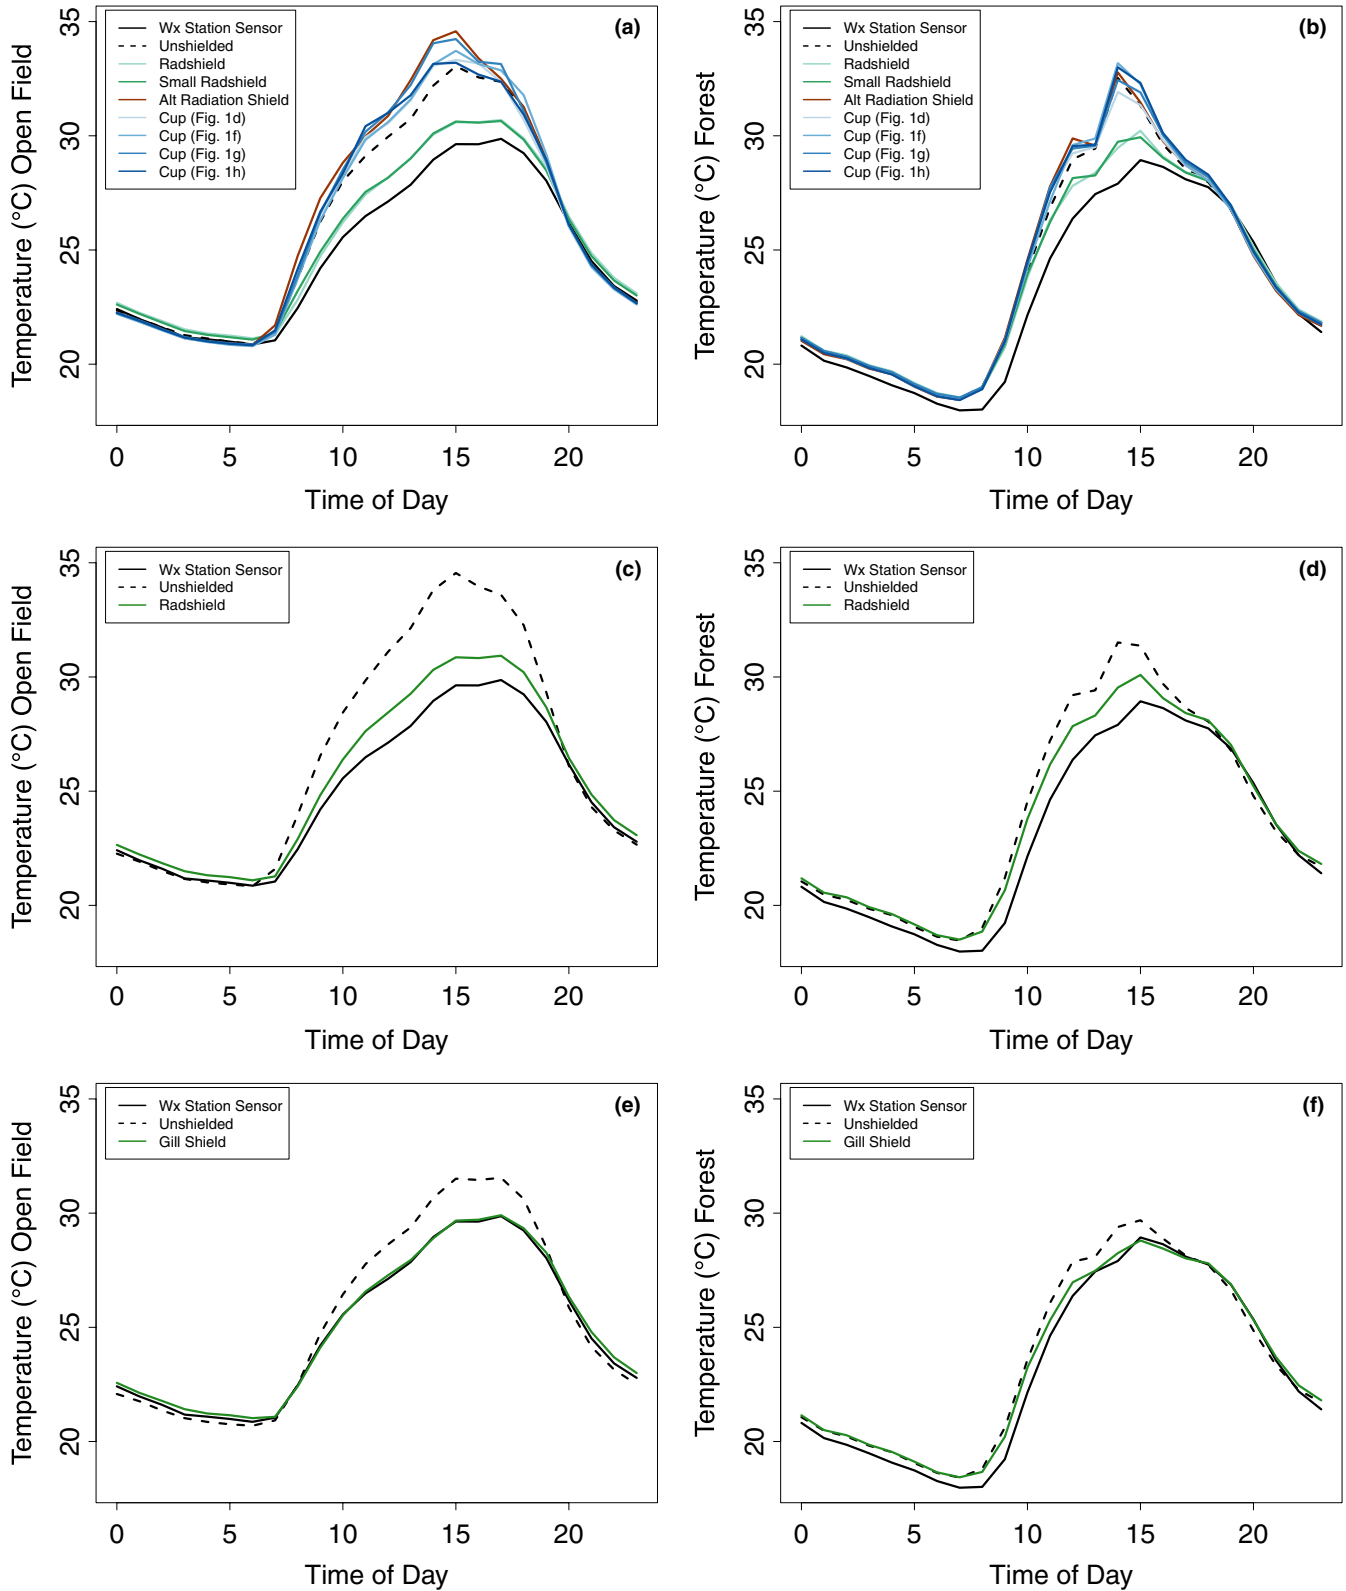 (a)
Wx Station Sensor
Unshielded
Radshield
Small Radshield
Alt Radiation Shield
Cup (Fig. 1d)
Cup (Fig. 1f)
Cup (Fig. 1g)
Cup (Fig. 1h)
Temperature (°C) Open Field
35
30
25
20
0 5 10 15 20
Time of Day
(b)
Wx Station Sensor
Unshielded
Radshield
Small Radshield
Alt Radiation Shield
Cup (Fig. 1d)
Cup (Fig. 1f)
Cup (Fig. 1g)
Cup (Fig. 1h)
Temperature (°C) Forest
35
30
25
20
0 5 10 15 20
Time of Day
(c)
Wx Station Sensor
Unshielded
Radshield
Temperature (°C) Open Field
35
30
25
20
0 5 10 15 20
Time of Day
(d)
Wx Station Sensor
Unshielded
Radshield
Temperature (°C) Forest
35
30
25
20
0 5 10 15 20
Time of Day
(e)
Wx Station Sensor
Unshielded
Gill Shield
Temperature (°C) Open Field
35
30
25
20
0 5 10 15 20
Time of Day
(f)
Wx Station Sensor
Unshielded
Gill Shield
Temperature (°C) Forest
35
30
25
20
0 5 10 15 20
Time of Day